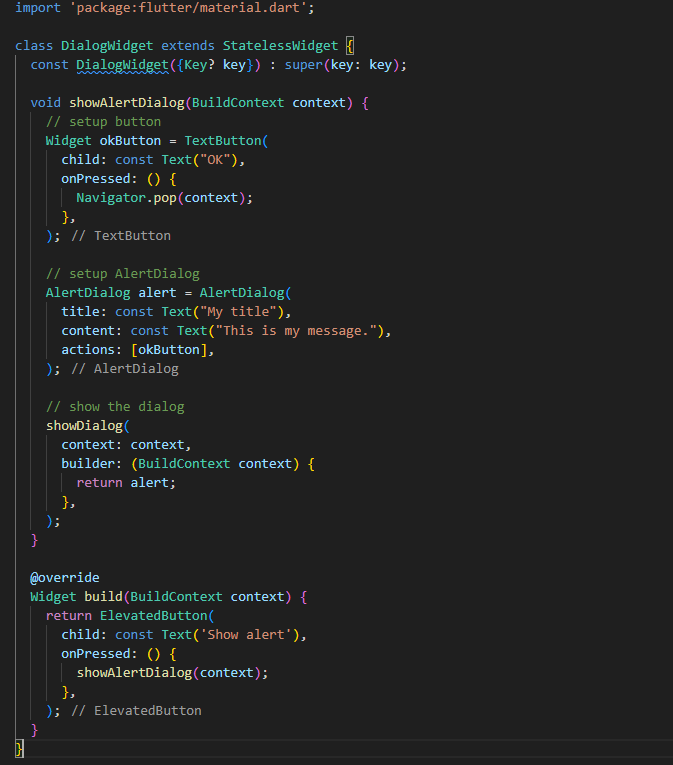 import 'package:flutter/material.dart';

class DialogWidget extends StatelessWidget {
  const DialogWidget({Key? key}) : super(key: key);

  void showAlertDialog(BuildContext context) {
    // setup button
    Widget okButton = TextButton(
      child: const Text("OK"),
      onPressed: () {
        Navigator.pop(context);
      },
    ); // TextButton

    // setup AlertDialog
    AlertDialog alert = AlertDialog(
      title: const Text("My title"),
      content: const Text("This is my message."),
      actions: [okButton],
    ); // AlertDialog

    // show the dialog
    showDialog(
      context: context,
      builder: (BuildContext context) {
        return alert;
      },
    );
  }

  @override
  Widget build(BuildContext context) {
    return ElevatedButton(
      child: const Text('Show alert'),
      onPressed: () {
        showAlertDialog(context);
      },
    ); // ElevatedButton
  }
}